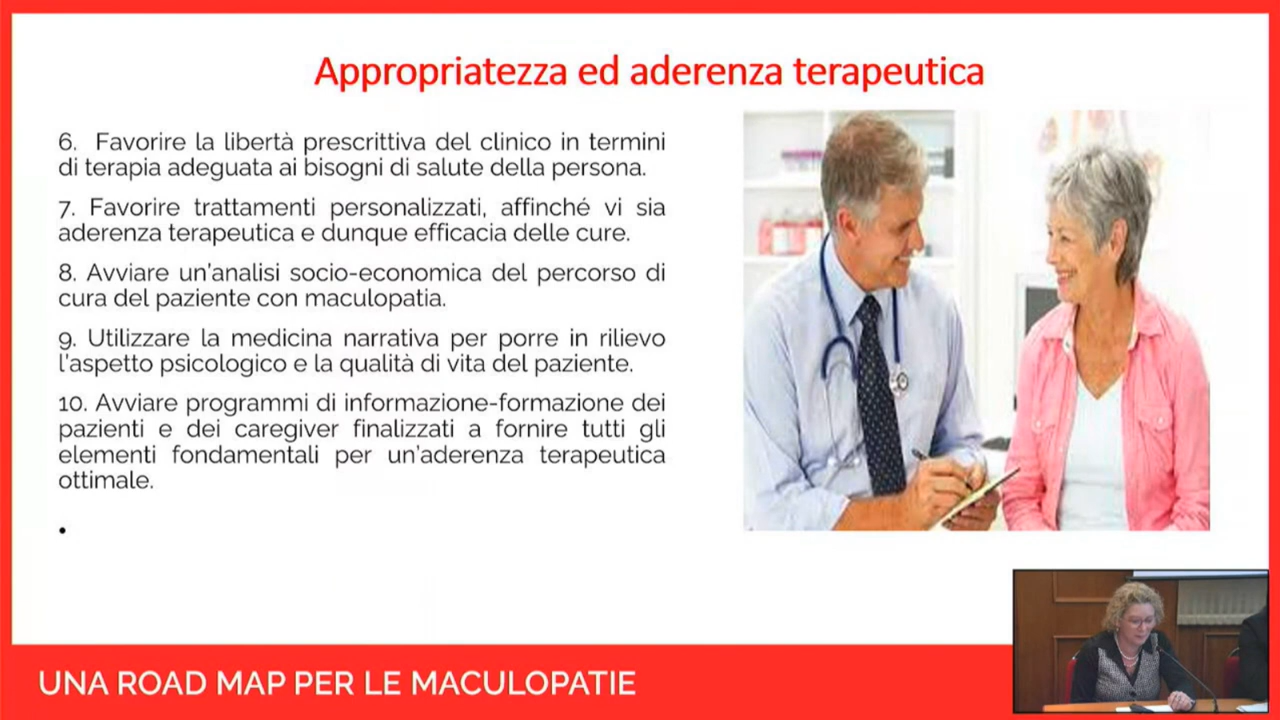 Appropriatezza ed aderenza terapeutica
6. Favorire la libertà prescrittiva del clinico in termini
di terapia adeguata ai bisogni di salute della persona.
7. Favorire trattamenti personalizzati, affinché vi sia
aderenza terapeutica e dunque efficacia delle cure.
8. Avviare un'analisi socio-economica del percorso di
cura del paziente con maculopatia.
9. Utilizzare la medicina narrativa per porre in rilievo
l'aspetto psicologico e la qualità di vita del paziente.
10. Avviare programmi di informazione-formazione dei
pazienti e dei caregiver finalizzati a fornire tutti gli
elementi fondamentali per un'aderenza terapeutica
ottimale.
•
UNA ROAD MAP PER LE MACULOPATIE